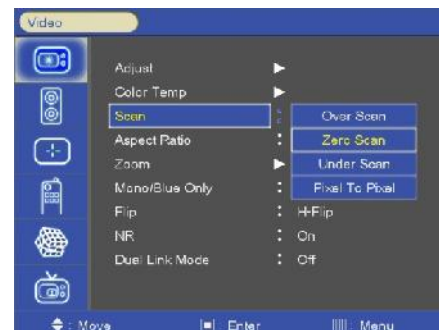 Video
Adjust
Color Temp
Scan : Over Scan
Aspect Ratio : Zero Scan
Zoom Under Scan
Mono/Blue Only : Pixel To Pixel
Flip : H-Flip
NR : On
Dual Link Mode : Off
: Move : Enter : Menu